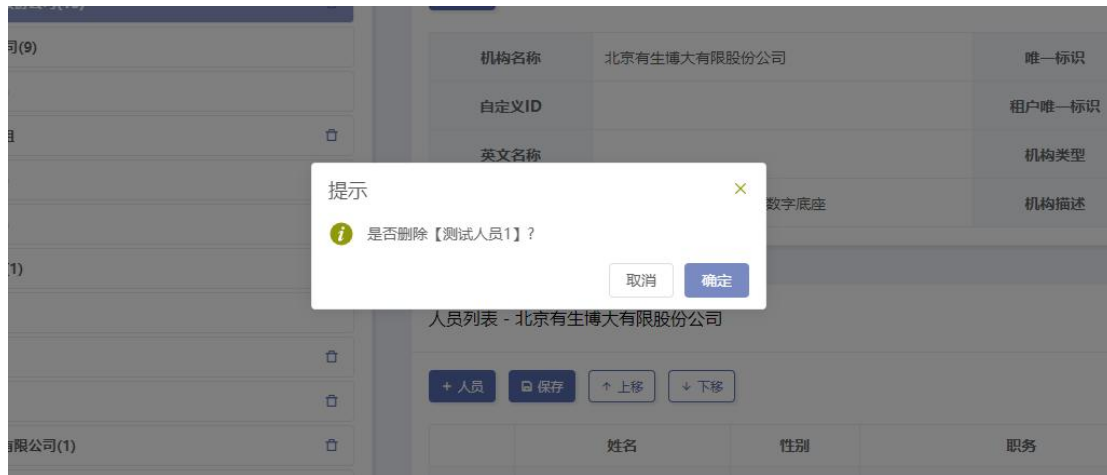 司(9)
机构名称 北京有生博大有限股份公司 唯一标识
自定义ID 租户唯一标识
英文名称 机构类型
数字底座 机构描述
提示
是否删除【测试人员1】?
取消 确定
1)
人员列表 - 北京有生博大有限股份公司
+ 人员 保存 ↑ 上移 ↓ 下移
有限公司(1)
姓名 性别 职务